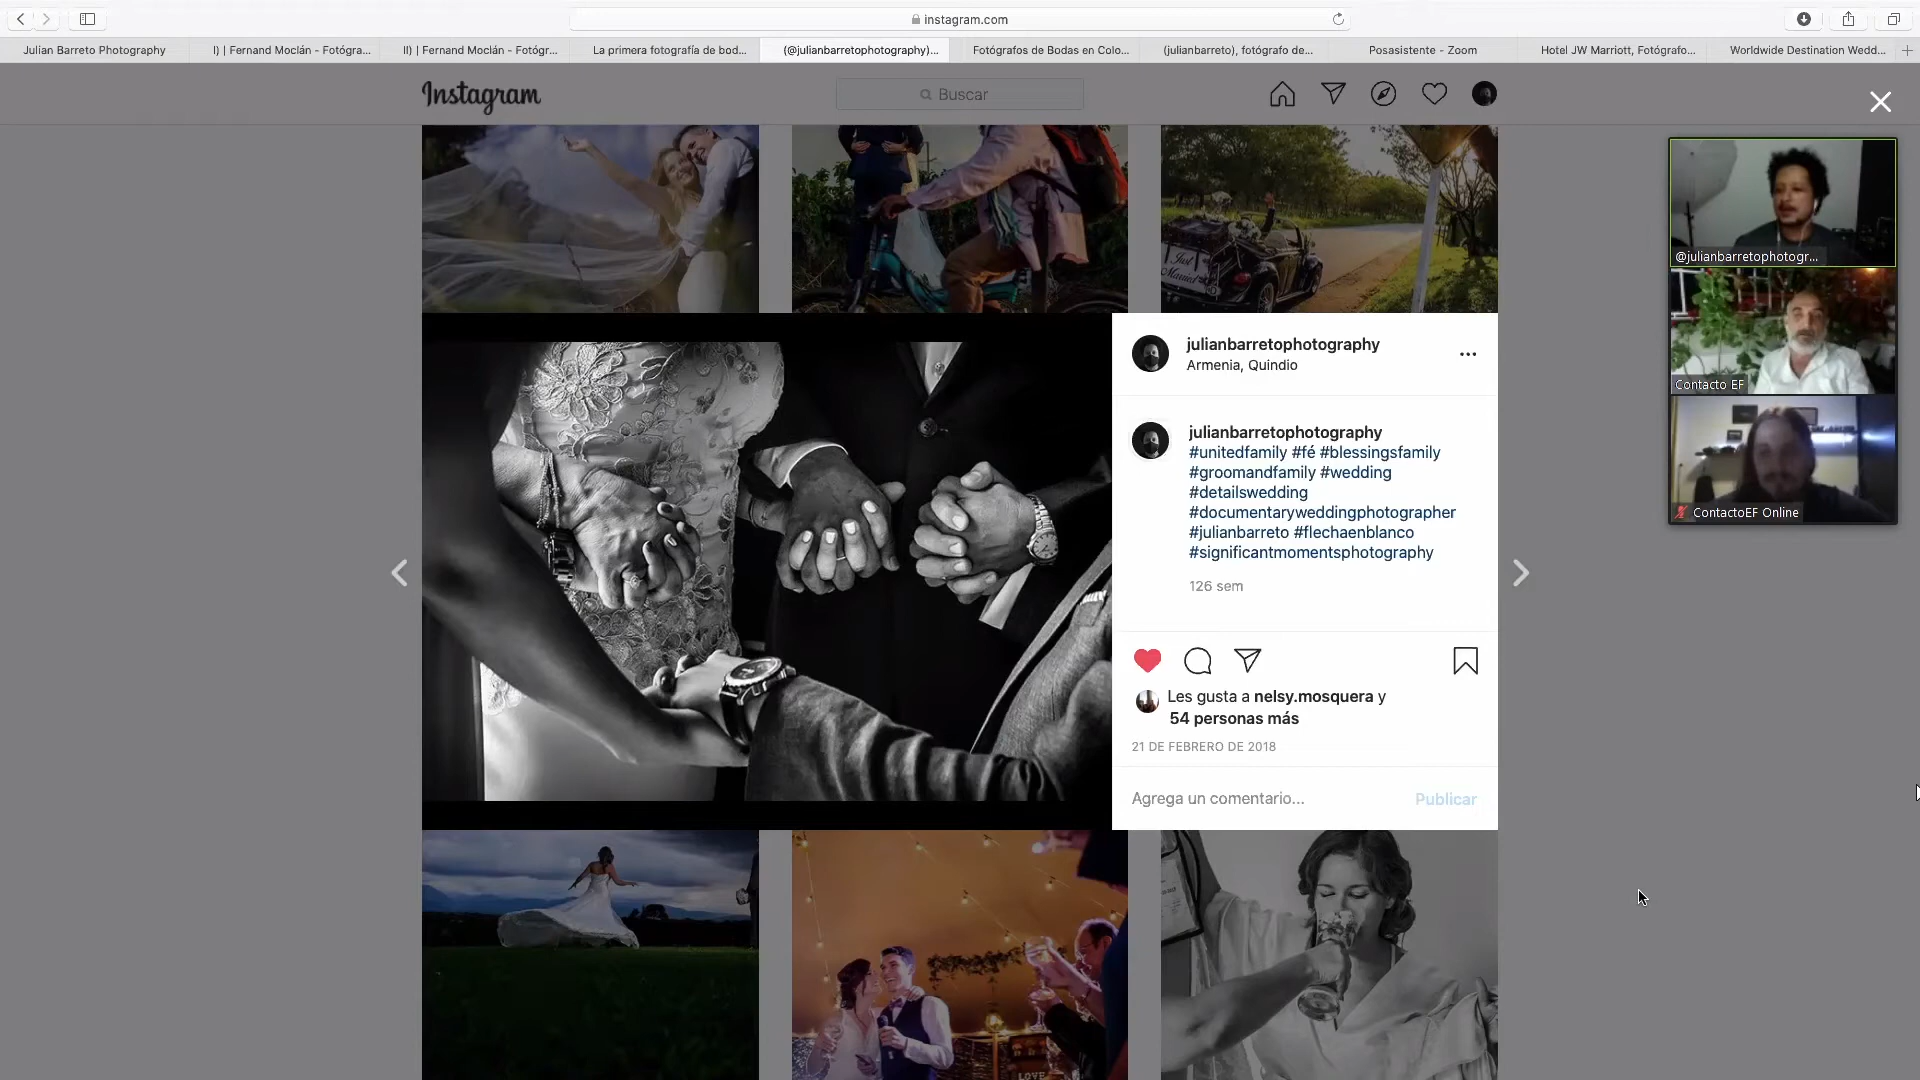 instagram.com
Julian Barreto Photography
I) | Fernand Moclán - Fotógra...
II) | Fernand Moclán - Fotógr...
La primera fotografía de bod...
(@julianbarretophotography)...
Fotógrafos de Bodas en Colo...
(julianbarreto), fotógrafo de...
Posasistente - Zoom
Hotel JW Marriott, Fotógrafo...
Worldwide Destination Wedd...
Instagram
Buscar
@julianbarretophotogr...
Contacto EF
ContactoEF Online
Just
Married
julianbarretophotography
Armenia, Quindio
julianbarretophotography
#unitedfamily #fé #blessingsfamily
#groomandfamily #wedding
#detailswedding
#documentaryweddingphotographer
#julianbarreto #flechaenblanco
#significantmomentsphotography
126 sem
Les gusta a nelsy.mosquera y
54 personas más
21 DE FEBRERO DE 2018
Agrega un comentario...
Publicar
LOVE